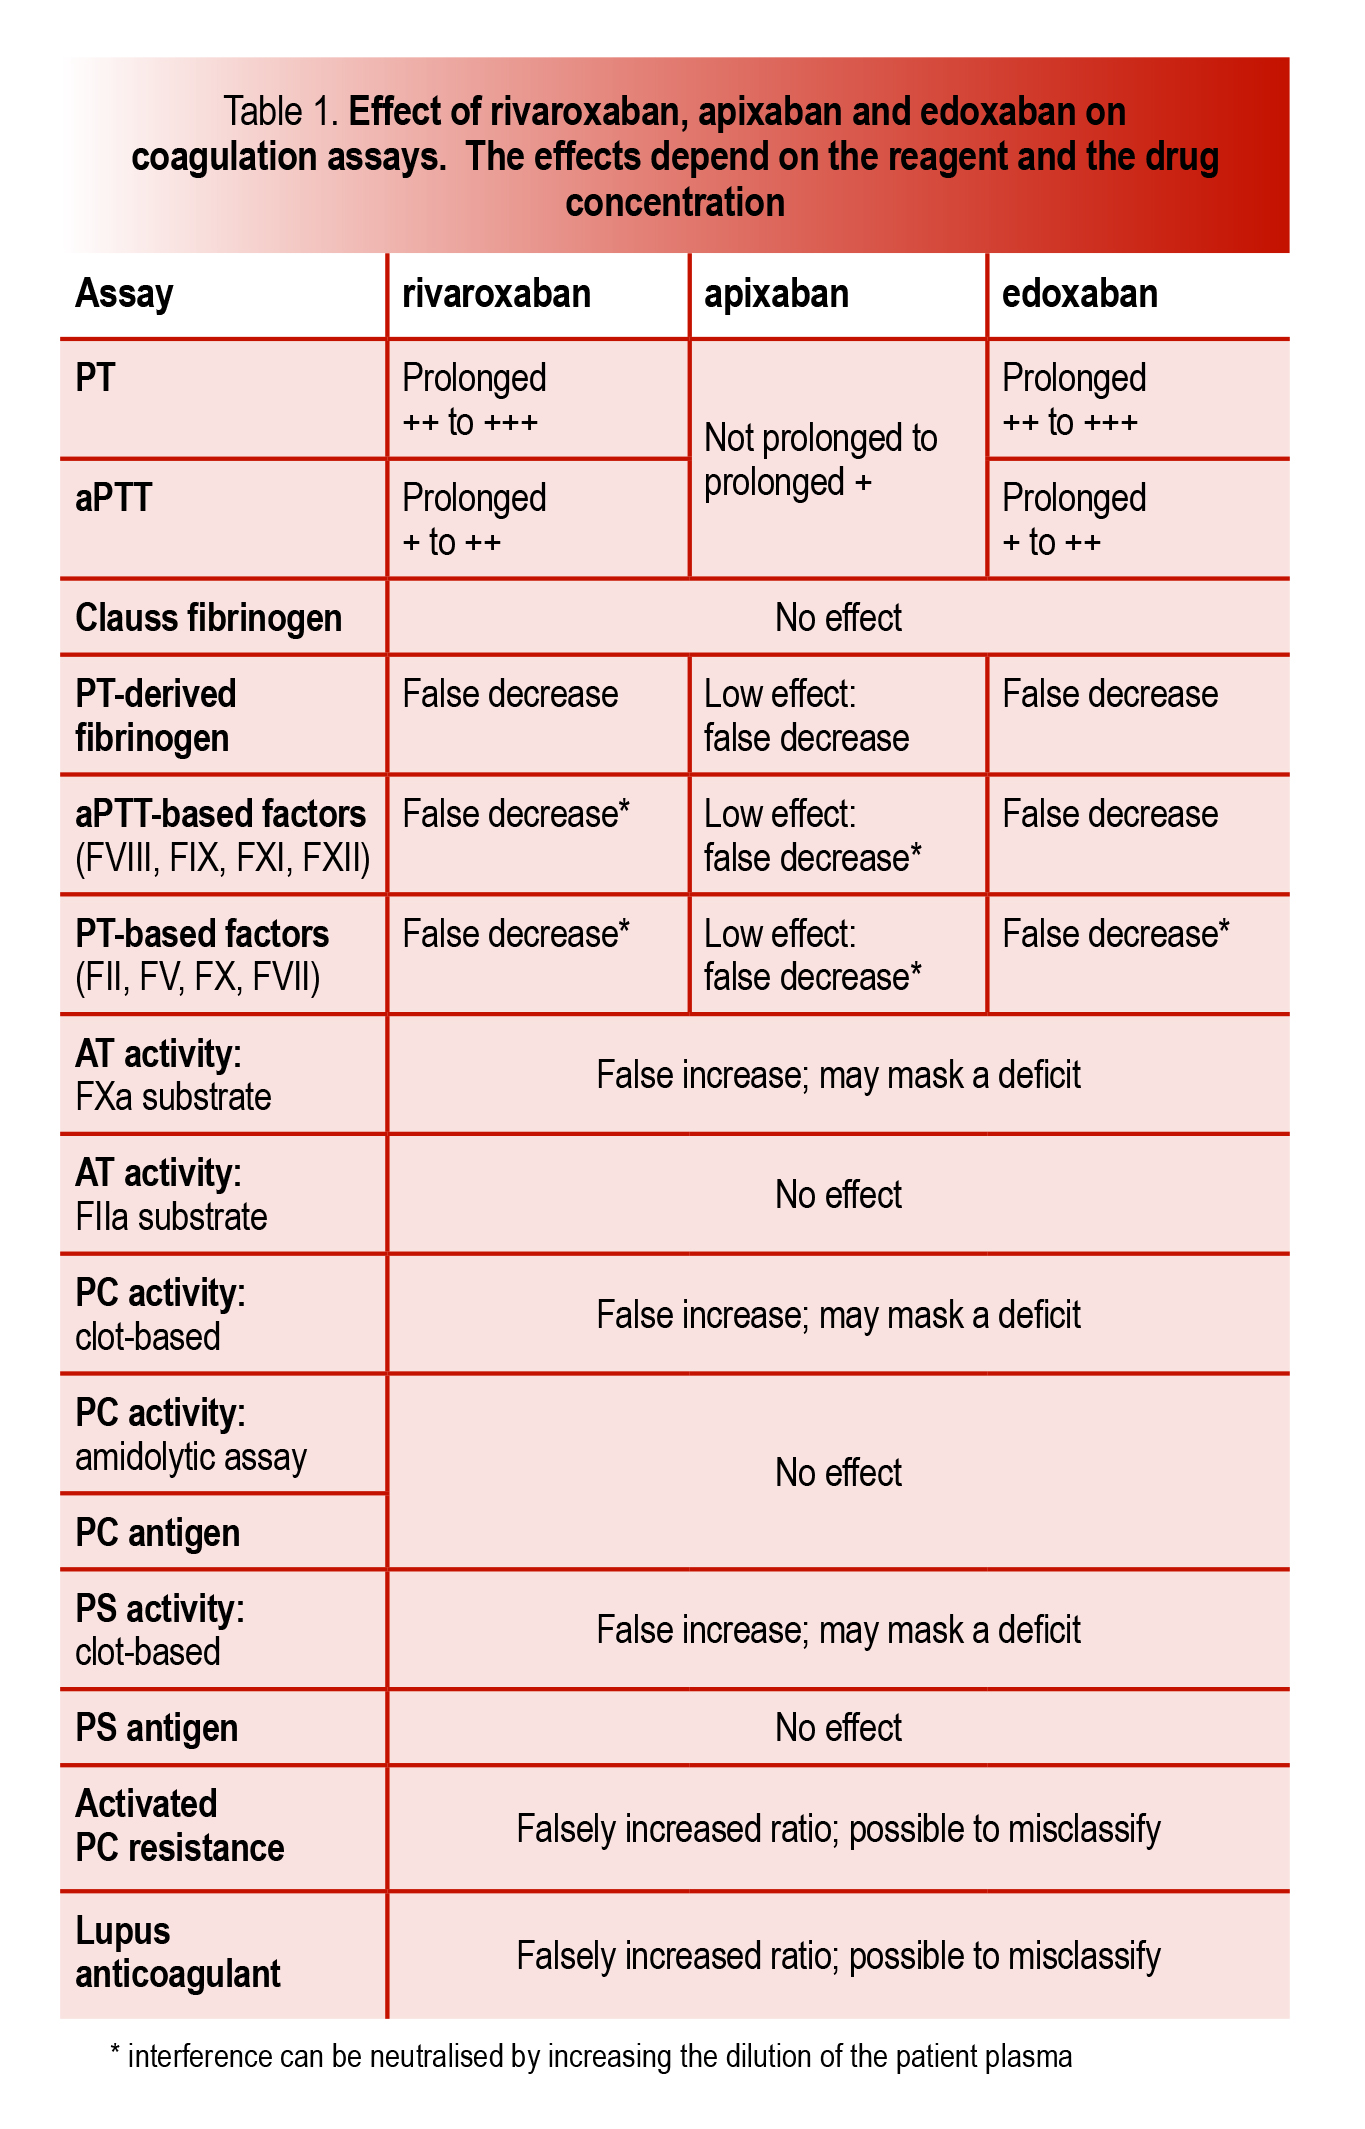 Table 1. Effect of rivaroxaban, apixaban and edoxaban on
coagulation assays. The effects depend on the reagent and the drug
concentration
Assay
rivaroxaban
apixaban
edoxaban
PT
Prolonged
++ to +++
Not prolonged to
prolonged +
Prolonged
++ to +++
aPTT
Prolonged
+ to ++
Prolonged
+ to ++
Clauss fibrinogen
No effect
PT-derived
fibrinogen
False decrease
Low effect:
false decrease
False decrease
aPTT-based factors
(FVIII, FIX, FXI, FXII)
False decrease*
Low effect:
false decrease*
False decrease
PT-based factors
(FII, FV, FX, FVII)
False decrease*
Low effect:
false decrease*
False decrease*
AT activity:
FXa substrate
False increase; may mask a deficit
AT activity:
FIIa substrate
No effect
PC activity:
clot-based
False increase; may mask a deficit
PC activity:
amidolytic assay
No effect
PC antigen
PS activity:
clot-based
False increase; may mask a deficit
PS antigen
No effect
Activated
PC resistance
Falsely increased ratio; possible to misclassify
Lupus
anticoagulant
Falsely increased ratio; possible to misclassify
* interference can be neutralised by increasing the dilution of the patient plasma